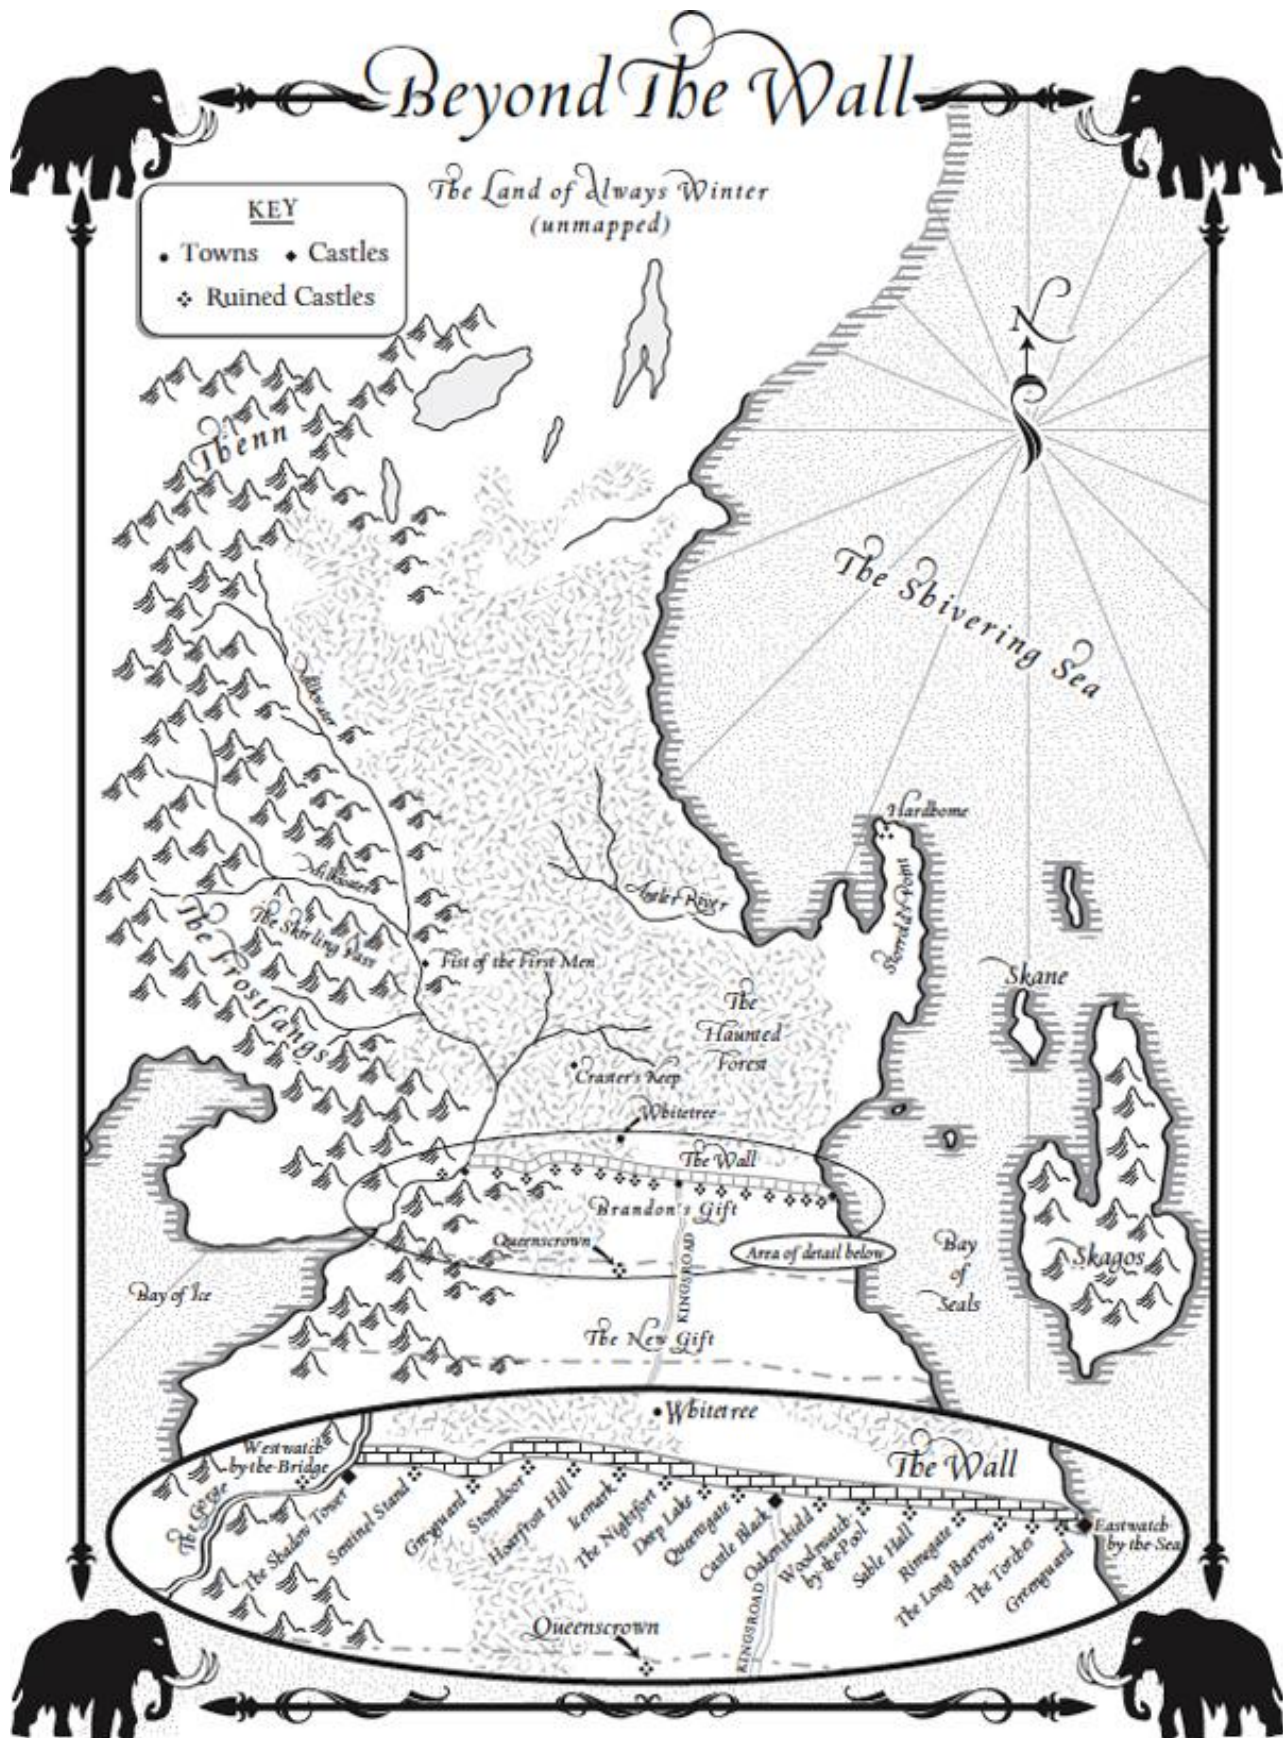 Beyond The Wall
The Land of Always Winter
(unmapped)
KEY
Towns
Castles
Ruined Castles
N
Thenn
The Shivering Sea
Milkwater
Hardhome
Milkwater
Antler River
Storrold's Point
The Skirling Pass
The Frostfangs
Fist of the First Men
Skane
The
Haunted
Forest
Craster's Keep
Whitetree
The Wall
Brandon's Gift
Queenscrown
KINGSROAD
Area of detail below
Bay
of
Seals
Skagos
Bay of Ice
The New Gift
Whitetree
Westwatch-
by-the-Bridge
The Wall
The Gorge
The Shadow Tower
Sentinel Stand
Greyguard
Stonedoor
Hoarfrost Hill
Icemark
The Nightfort
Deep Lake
Queensgate
Castle Black
Oakenshield
Woodswatch-
by-the-Pool
Sable Hall
Rimegate
The Long Barrow
The Torches
Greenguard
Eastwatch-
by-the-Sea
Queenscrown
KINGSROAD